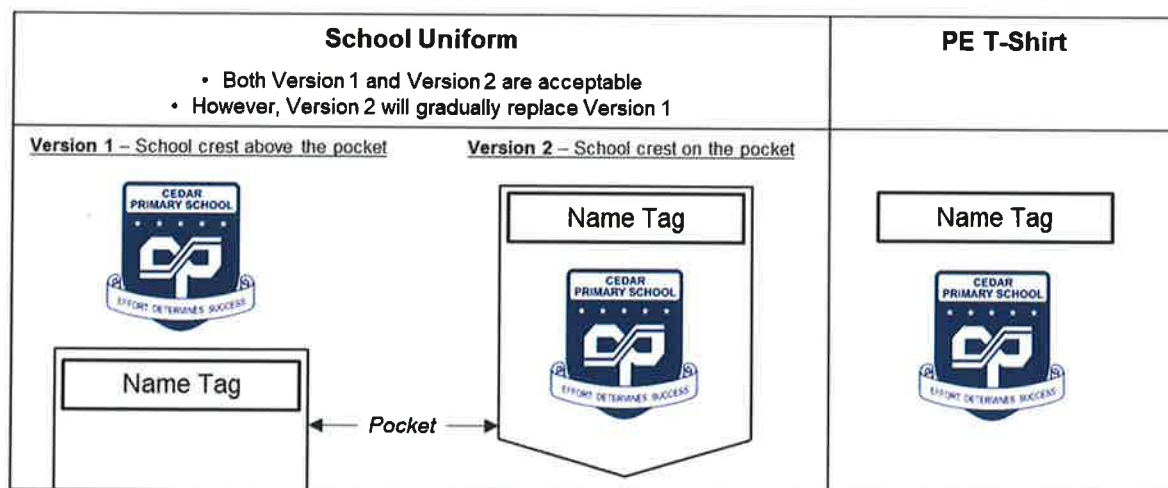 School Uniform
• Both Version 1 and Version 2 are acceptable
• However, Version 2 will gradually replace Version 1
PE T-Shirt
Version 1 – School crest above the pocket
CEDAR
PRIMARY SCHOOL
EFFORT DETERMINES SUCCESS
Name Tag
Pocket
Version 2 – School crest on the pocket
Name Tag
CEDAR
PRIMARY SCHOOL
EFFORT DETERMINES SUCCESS
Name Tag
CEDAR
PRIMARY SCHOOL
EFFORT DETERMINES SUCCESS